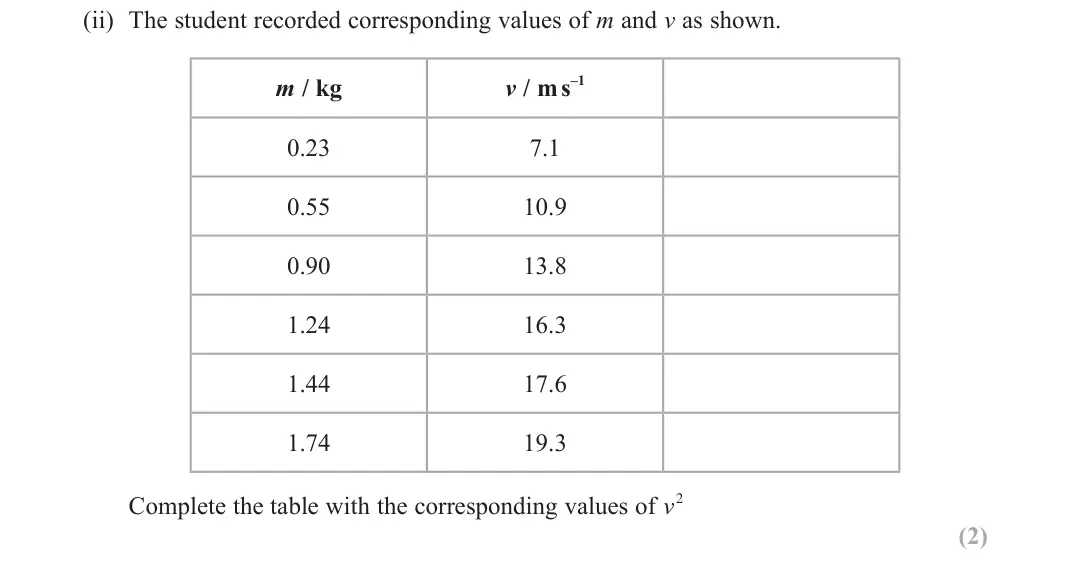 (ii) The student recorded corresponding values of m and v as shown.
m / kg v / m s⁻¹
0.23 7.1
0.55 10.9
0.90 13.8
1.24 16.3
1.44 17.6
1.74 19.3
Complete the table with the corresponding values of v²
(2)